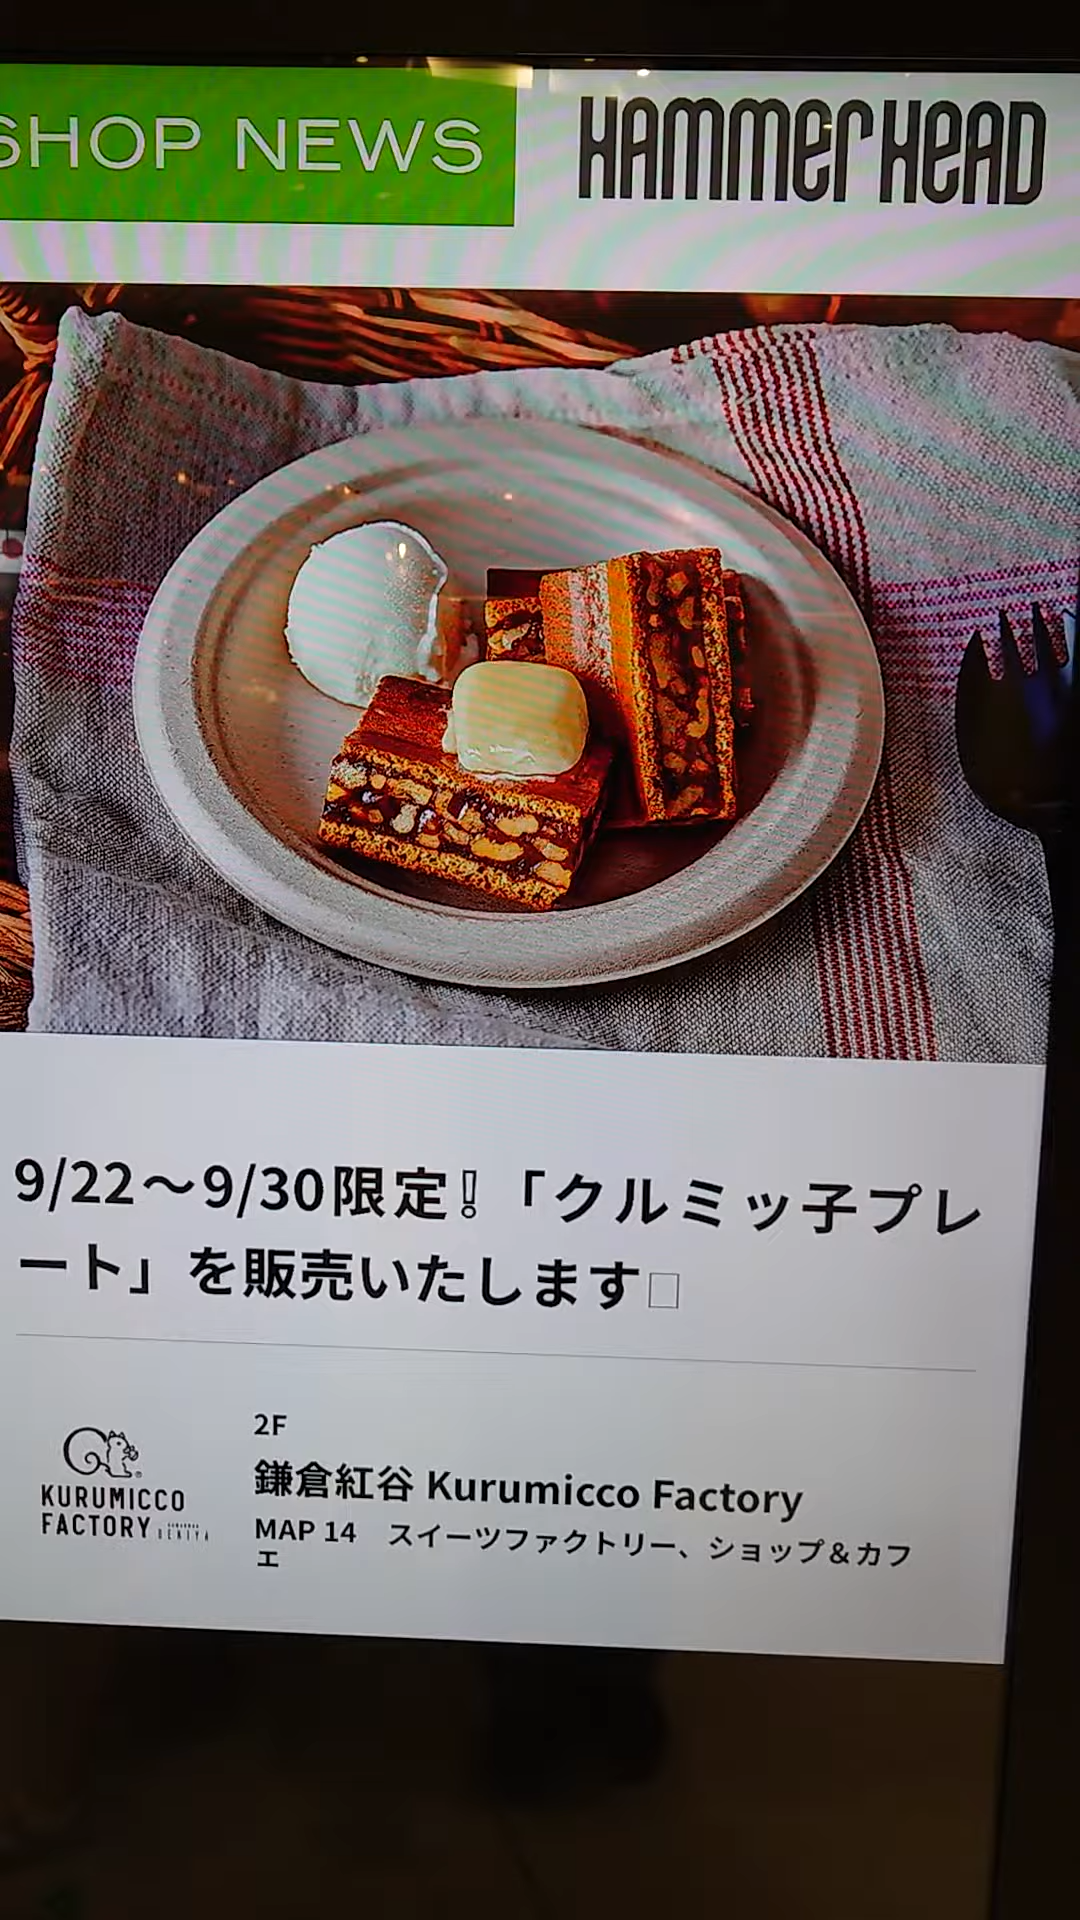 SHOP NEWS
HAMMERHEAD
9/22〜9/30限定!「クルミッ子プレ
ート」を販売いたします
2F
鎌倉紅谷 Kurumicco Factory
MAP 14　スイーツファクトリー、ショップ&カフ
ェ
KURUMICCO
FACTORY